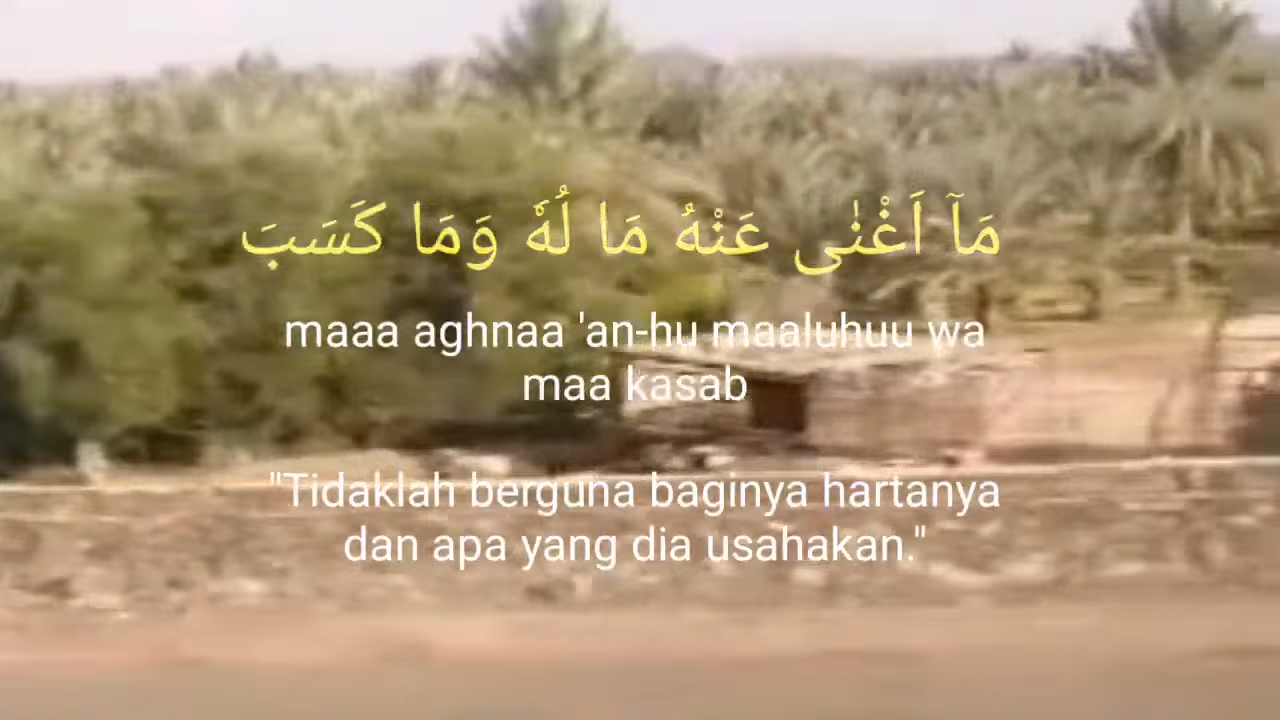 مَآ اَغْنٰى عَنْهُ مَا لُهٗ وَمَا كَسَبَ
maaa aghnaa 'an-hu maaluhuu wa
maa kasab
"Tidaklah berguna baginya hartanya
dan apa yang dia usahakan."